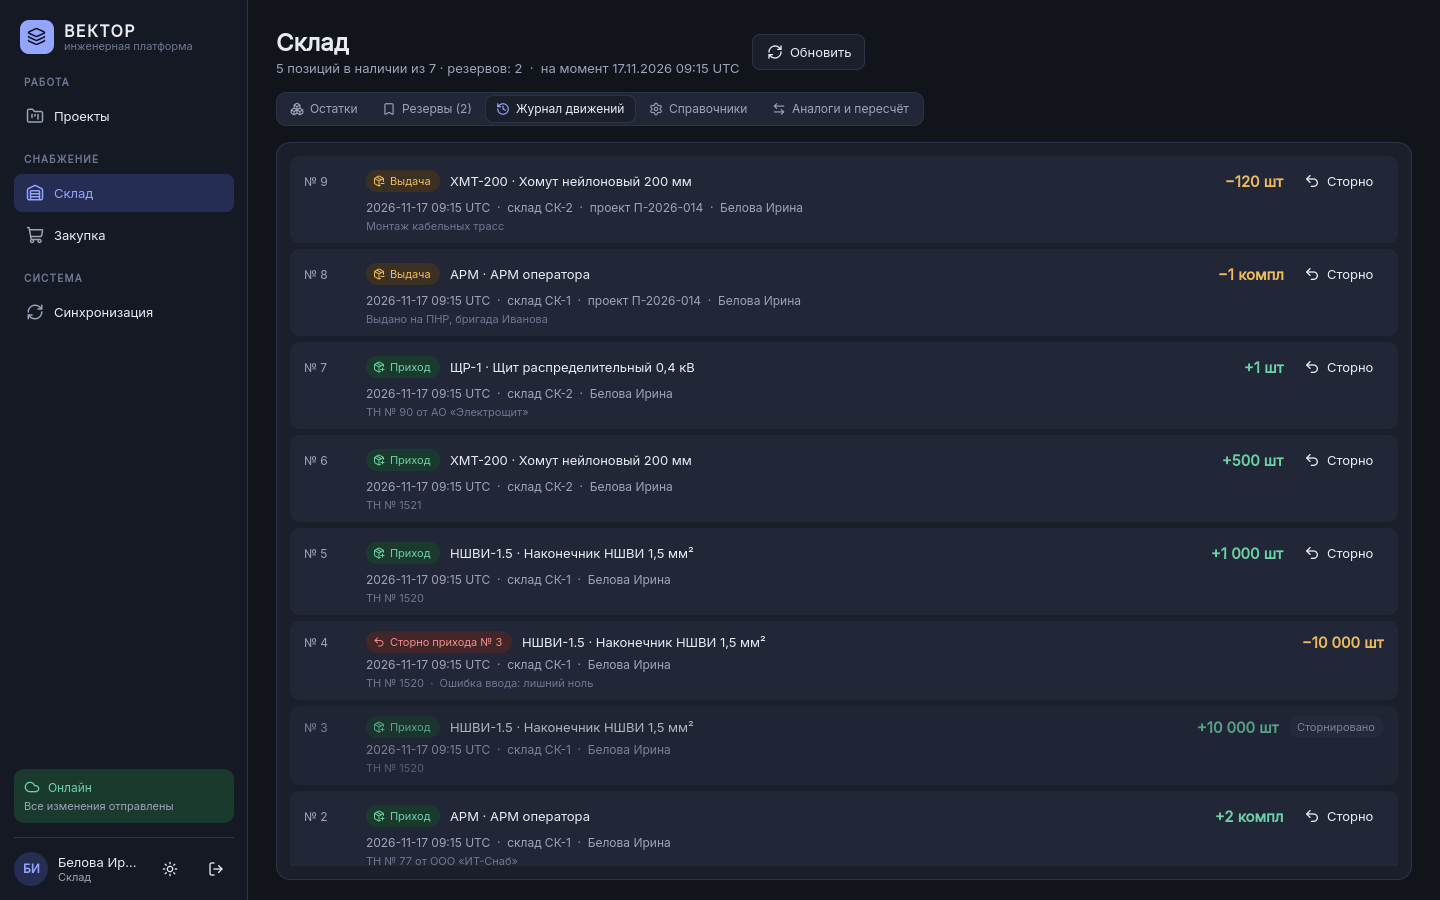 ВЕКТОР
инженерная платформа
РАБОТА
Проекты
СНАБЖЕНИЕ
Склад
Закупка
СИСТЕМА
Синхронизация
Онлайн
Все изменения отправлены
БИ
Белова Ир...
Склад
Склад
5 позиций в наличии из 7 · резервов: 2 · на момент 17.11.2026 09:15 UTC
Обновить
Остатки
Резервы (2)
Журнал движений
Справочники
Аналоги и пересчёт
№ 9 Выдача ХМТ-200 · Хомут нейлоновый 200 мм −120 шт Сторно
2026-11-17 09:15 UTC · склад СК-2 · проект П-2026-014 · Белова Ирина
Монтаж кабельных трасс
№ 8 Выдача АРМ · АРМ оператора −1 компл Сторно
2026-11-17 09:15 UTC · склад СК-1 · проект П-2026-014 · Белова Ирина
Выдано на ПНР, бригада Иванова
№ 7 Приход ЩР-1 · Щит распределительный 0,4 кВ +1 шт Сторно
2026-11-17 09:15 UTC · склад СК-2 · Белова Ирина
ТН № 90 от АО «Электрощит»
№ 6 Приход ХМТ-200 · Хомут нейлоновый 200 мм +500 шт Сторно
2026-11-17 09:15 UTC · склад СК-2 · Белова Ирина
ТН № 1521
№ 5 Приход НШВИ-1.5 · Наконечник НШВИ 1,5 мм² +1 000 шт Сторно
2026-11-17 09:15 UTC · склад СК-1 · Белова Ирина
ТН № 1520
№ 4 Сторно прихода № 3 НШВИ-1.5 · Наконечник НШВИ 1,5 мм² −10 000 шт
2026-11-17 09:15 UTC · склад СК-1 · Белова Ирина
ТН № 1520 · Ошибка ввода: лишний ноль
№ 3 Приход НШВИ-1.5 · Наконечник НШВИ 1,5 мм² +10 000 шт Сторнировано
2026-11-17 09:15 UTC · склад СК-1 · Белова Ирина
ТН № 1520
№ 2 Приход АРМ · АРМ оператора +2 компл Сторно
2026-11-17 09:15 UTC · склад СК-1 · Белова Ирина
ТН № 77 от ООО «ИТ-Снаб»